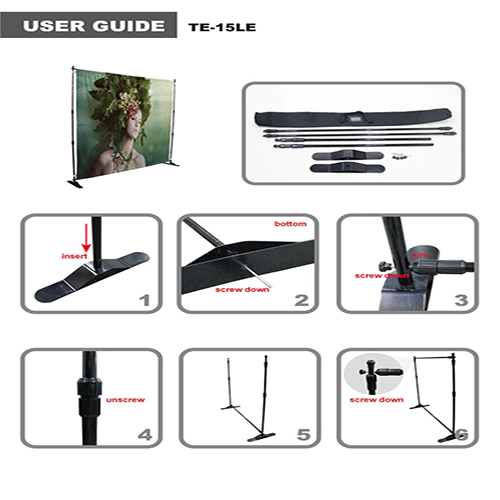 USER GUIDE TE-15LE
insert
1
bottom
screw down
2
screw down
3
unscrew
4
5
screw down
6